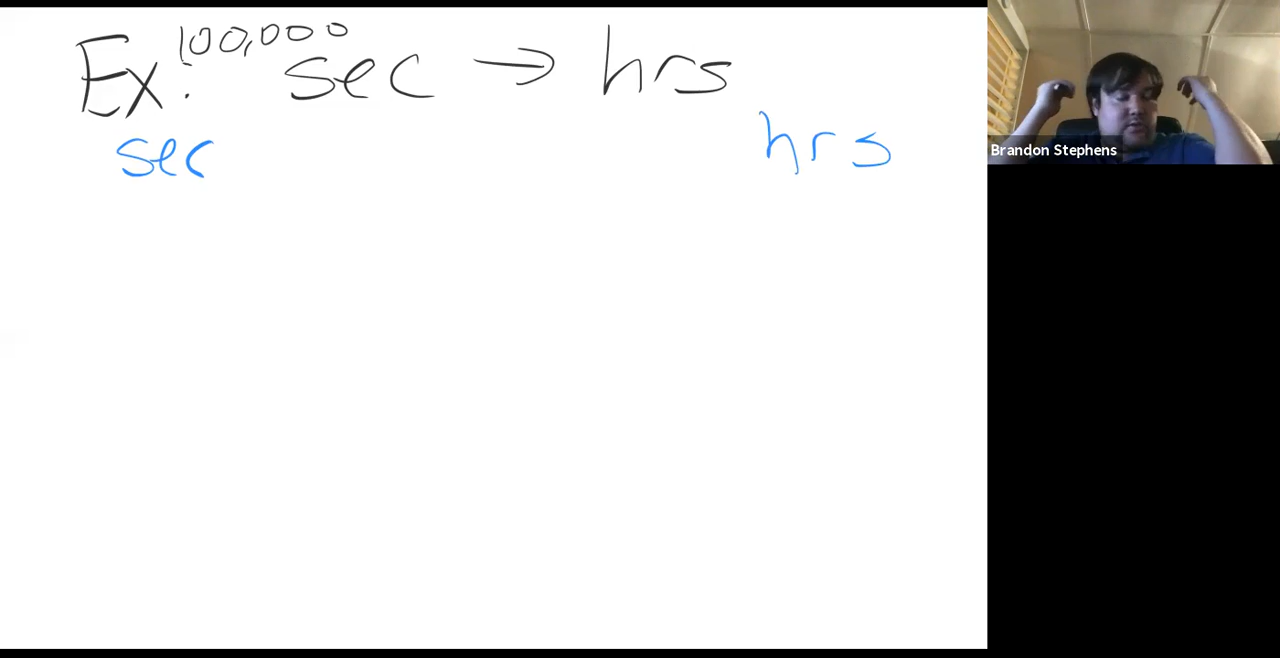 Ex: 100,000 sec → hrs
sec hrs
Brandon Stephens